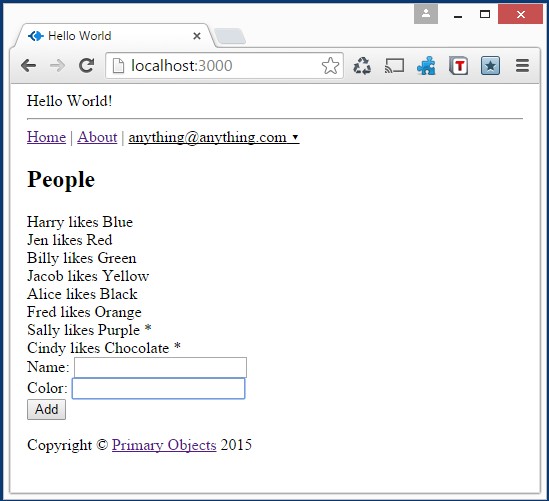 Hello World
localhost:3000
T
Hello World!
Home | About | anything@anything.com ▾
People
Harry likes Blue
Jen likes Red
Billy likes Green
Jacob likes Yellow
Alice likes Black
Fred likes Orange
Sally likes Purple *
Cindy likes Chocolate *
Name:
Color:
Add
Copyright © Primary Objects 2015